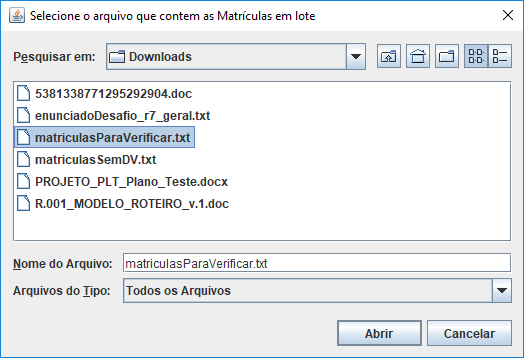 Selecione o arquivo que contem as Matrículas em lote
Pesquisar em: Downloads
5381338771295292904.doc
enunciadoDesafio_r7_geral.txt
matriculasParaVerificar.txt
matriculasSemDV.txt
PROJETO_PLT_Plano_Teste.docx
R.001_MODELO_ROTEIRO_v.1.doc
Nome do Arquivo: matriculasParaVerificar.txt
Arquivos do Tipo: Todos os Arquivos
Abrir Cancelar